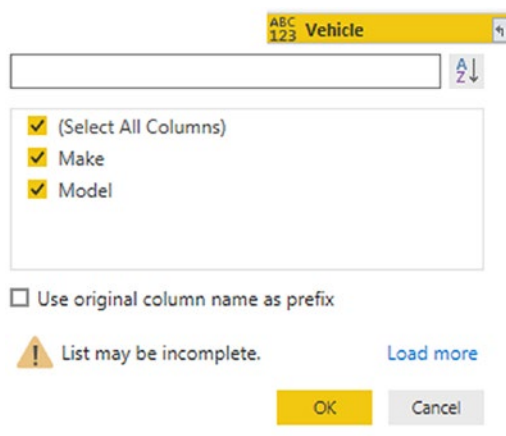 ABC
123 Vehicle
A
Z
(Select All Columns)
Make
Model
Use original column name as prefix
List may be incomplete. Load more
OK Cancel